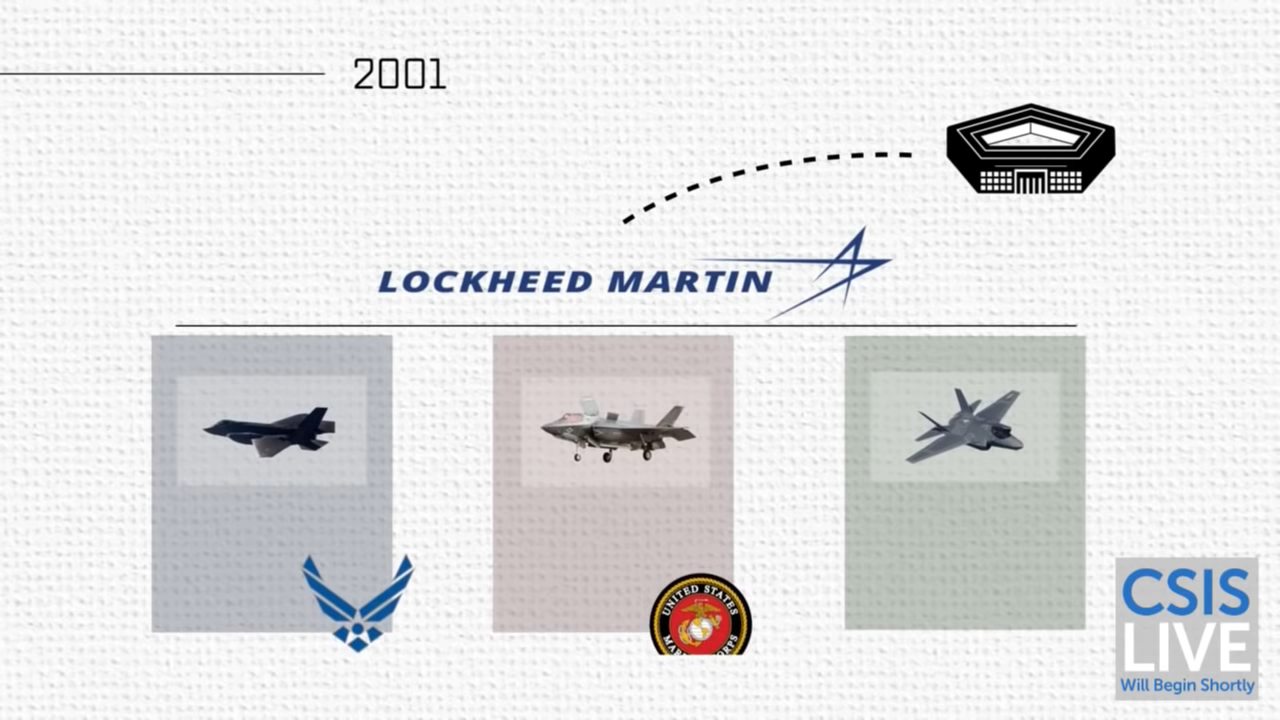 2001
LOCKHEED MARTIN
UNITED STATES
CSIS
LIVE
Will Begin Shortly